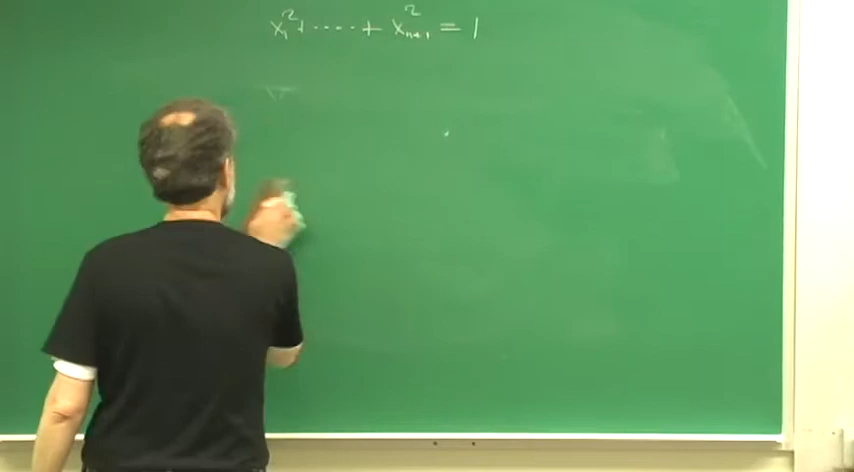 x₁² + ····· + x²ₙ₊₁ = 1